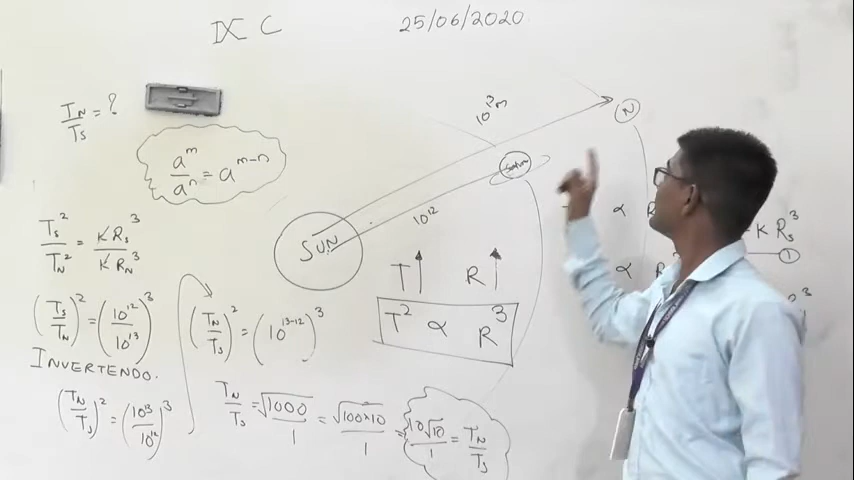 IX C
25/06/2020
T_N/T_S = ?
a^m/a^n = a^(m-n)
10^13 m
N
Saturn
SUN
10^12
T_S^2/T_N^2 = K R_S^3/K R_N^3
T↑ R↑
T^2 ∝ R^3
∝ R
∝ R
K R_S^3
1
(T_S/T_N)^2 = (10^12/10^13)^3
INVERTENDO.
(T_N/T_S)^2 = (10^13/10^12)^3
(T_N/T_S)^2 = (10^(13-12))^3
T_N/T_S = √1000/1 = √100×10/1 = 10√10/1 = T_N/T_S